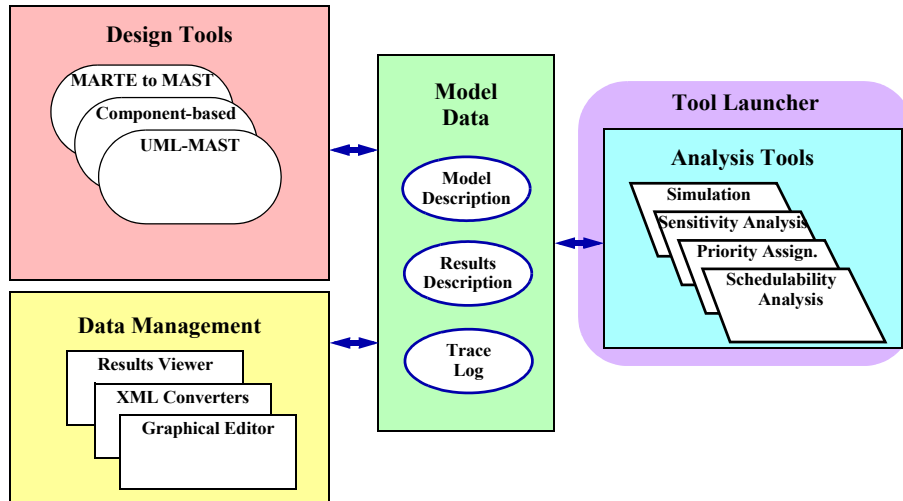 Design Tools
MARTE to MAST
Component-based
UML-MAST
Data Management
Results Viewer
XML Converters
Graphical Editor
Model
Data
Model
Description
Results
Description
Trace
Log
Tool Launcher
Analysis Tools
Simulation
Sensitivity Analysis
Priority Assign.
Schedulability
Analysis